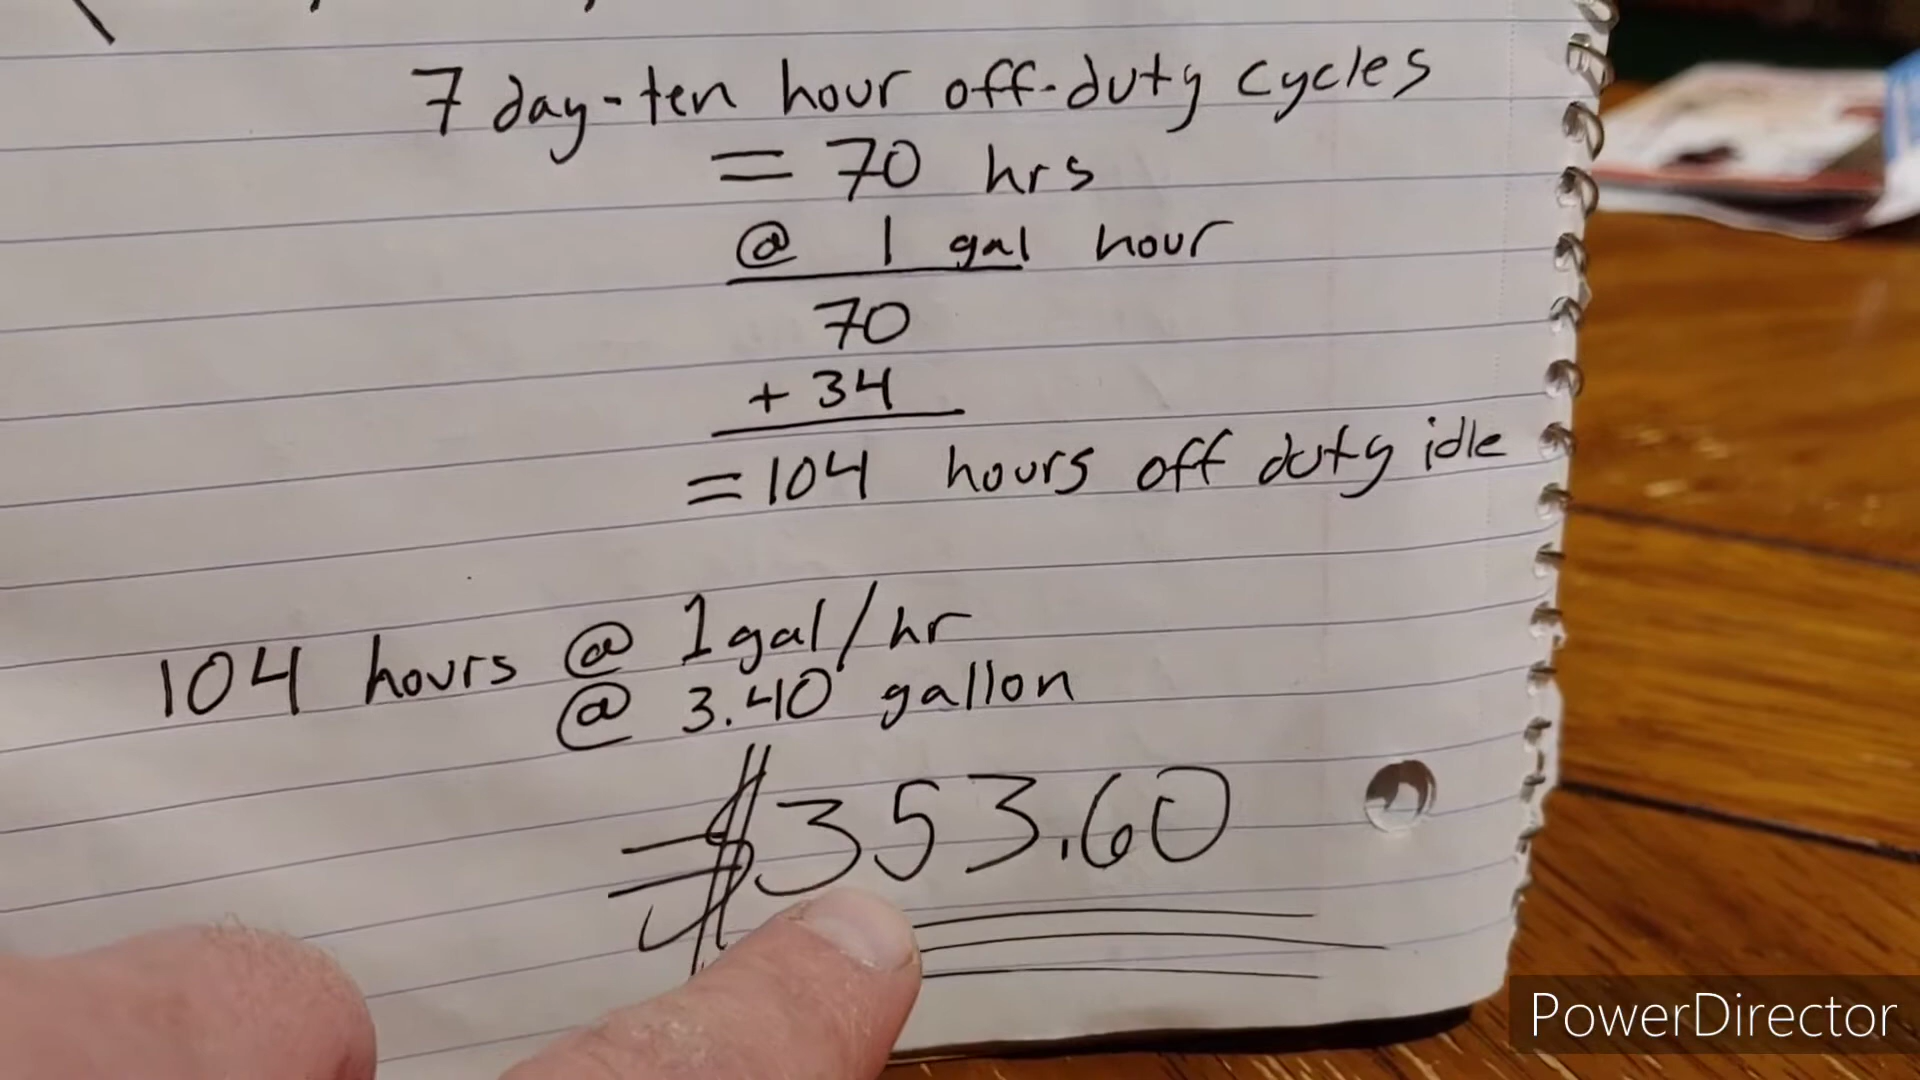 7 day-ten hour off-duty cycles
= 70 hrs
@ 1 gal hour
70
+ 34
= 104 hours off duty idle
104 hours @ 1 gal/hr
@ 3.40 gallon
= $353.60
PowerDirector